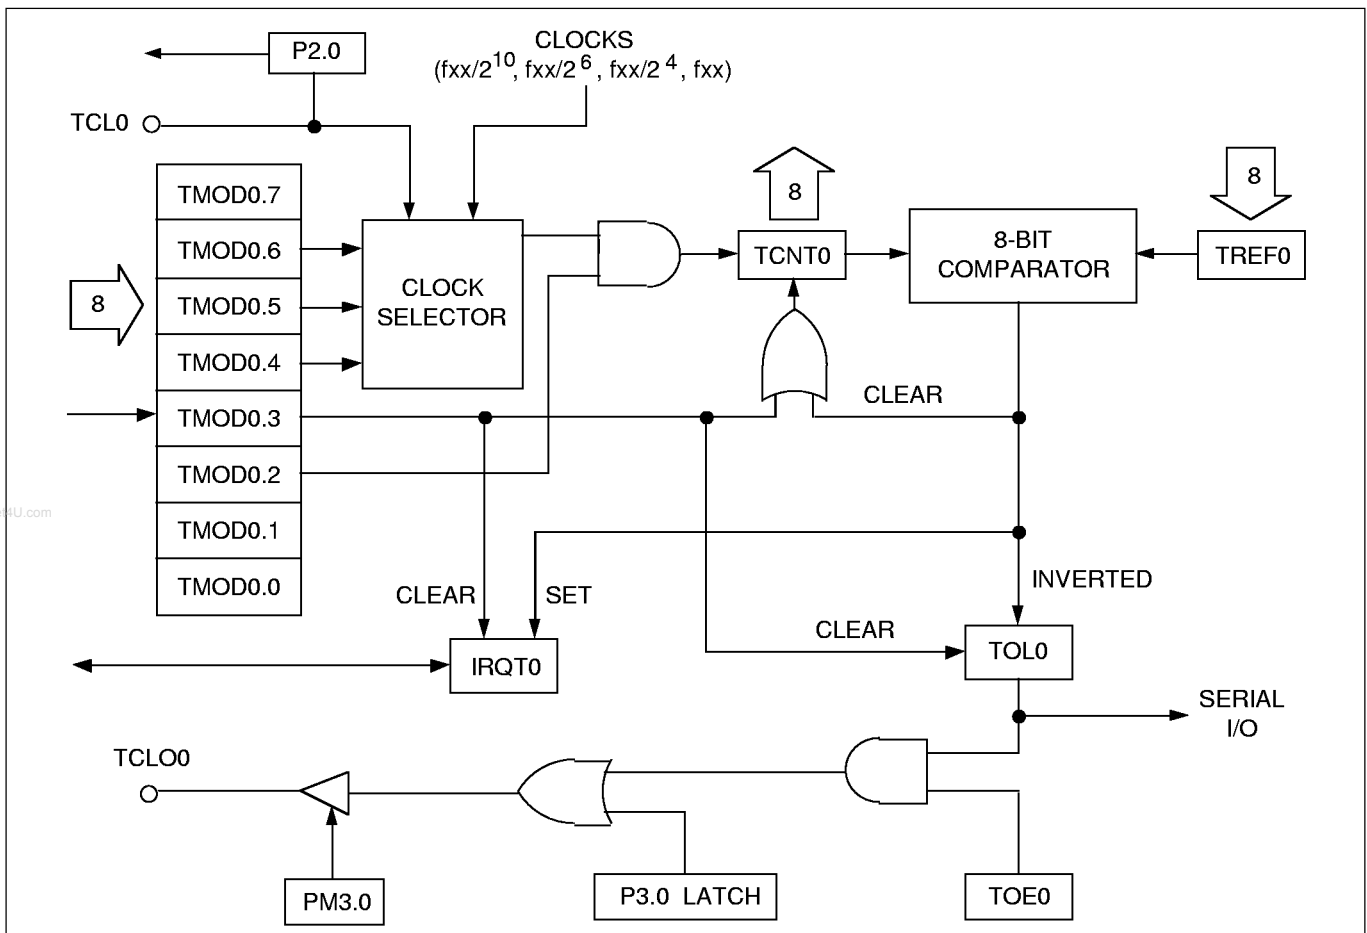 P2.0
CLOCKS
(fxx/2^10, fxx/2^6, fxx/2^4, fxx)
TCL0
TMOD0.7
TMOD0.6
TMOD0.5
TMOD0.4
TMOD0.3
TMOD0.2
TMOD0.1
TMOD0.0
8
CLOCK
SELECTOR
8
TCNT0
8-BIT
COMPARATOR
8
TREF0
CLEAR
CLEAR
SET
INVERTED
CLEAR
IRQT0
TOL0
SERIAL
I/O
TCLO0
PM3.0
P3.0 LATCH
TOE0
et4U.com